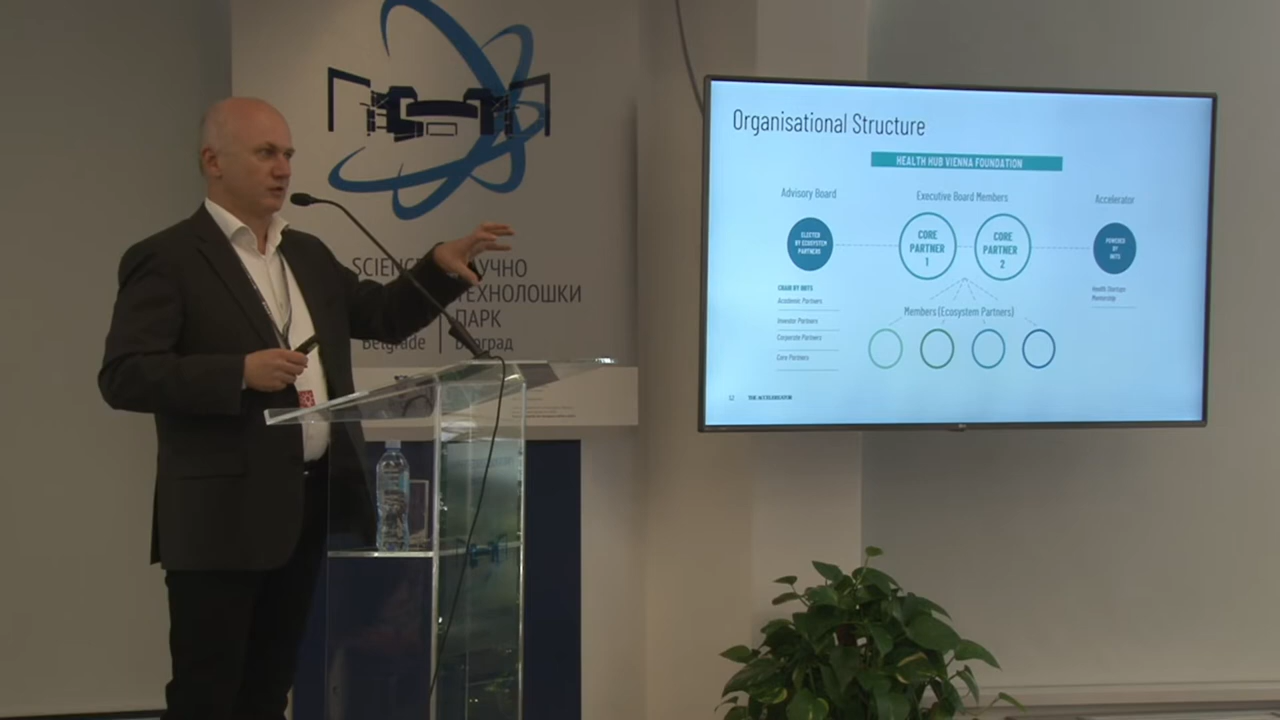 SCIENCE
НАУЧНО
ТЕХНОЛОШКИ
ПАРК
Belgrade
Београд
Organisational Structure
HEALTH HUB VIENNA FOUNDATION
Advisory Board
Executive Board Members
Accelerator
ELECTED
BY ECOSYSTEM
PARTNERS
CORE
PARTNER
1
CORE
PARTNER
2
POWERED
BY
INITS
CHAIR BY INITS
Academic Partners
Investor Partners
Corporate Partners
Core Partners
Members (Ecosystem Partners)
Health Startups
Mentorship
12 THE ACCELERATOR